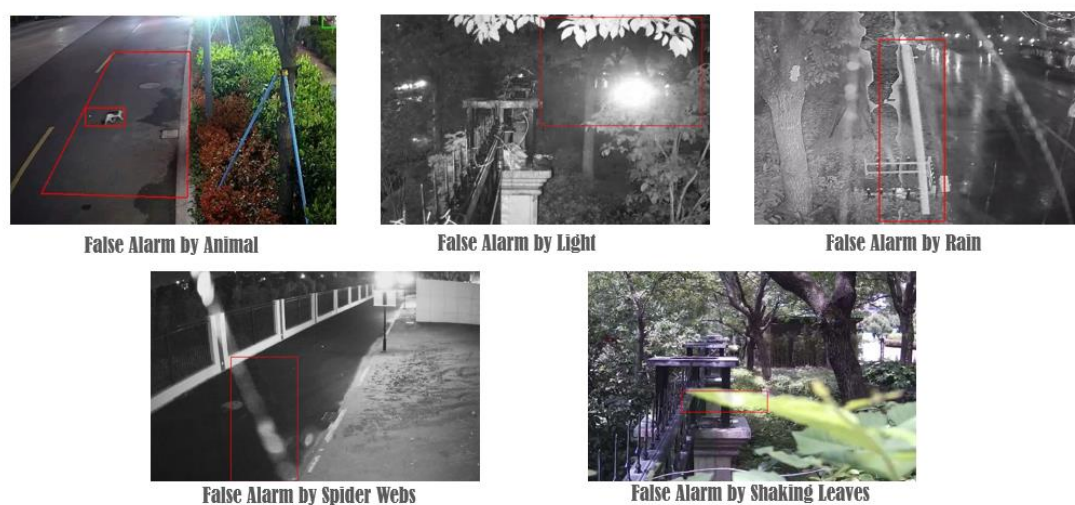 False Alarm by Animal
False Alarm by Light
False Alarm by Rain
False Alarm by Spider Webs
False Alarm by Shaking Leaves